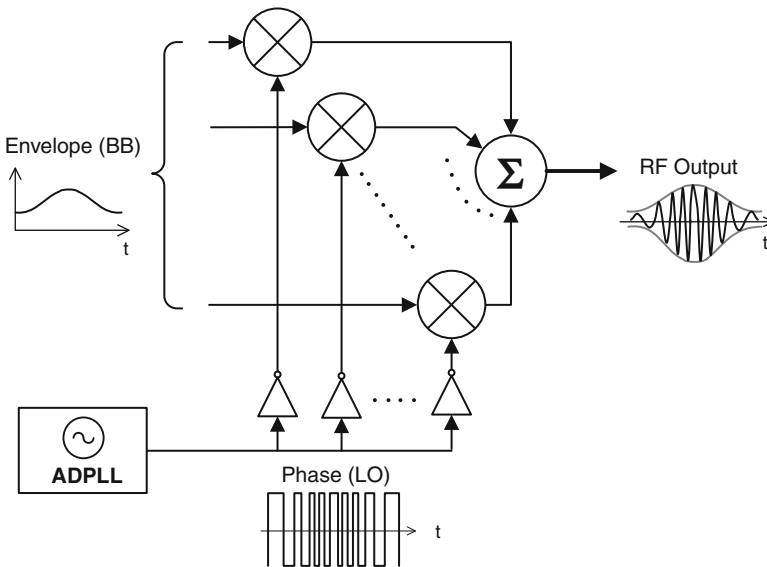 Envelope (BB)
t
Σ
RF Output
t
ADPLL
Phase (LO)
t